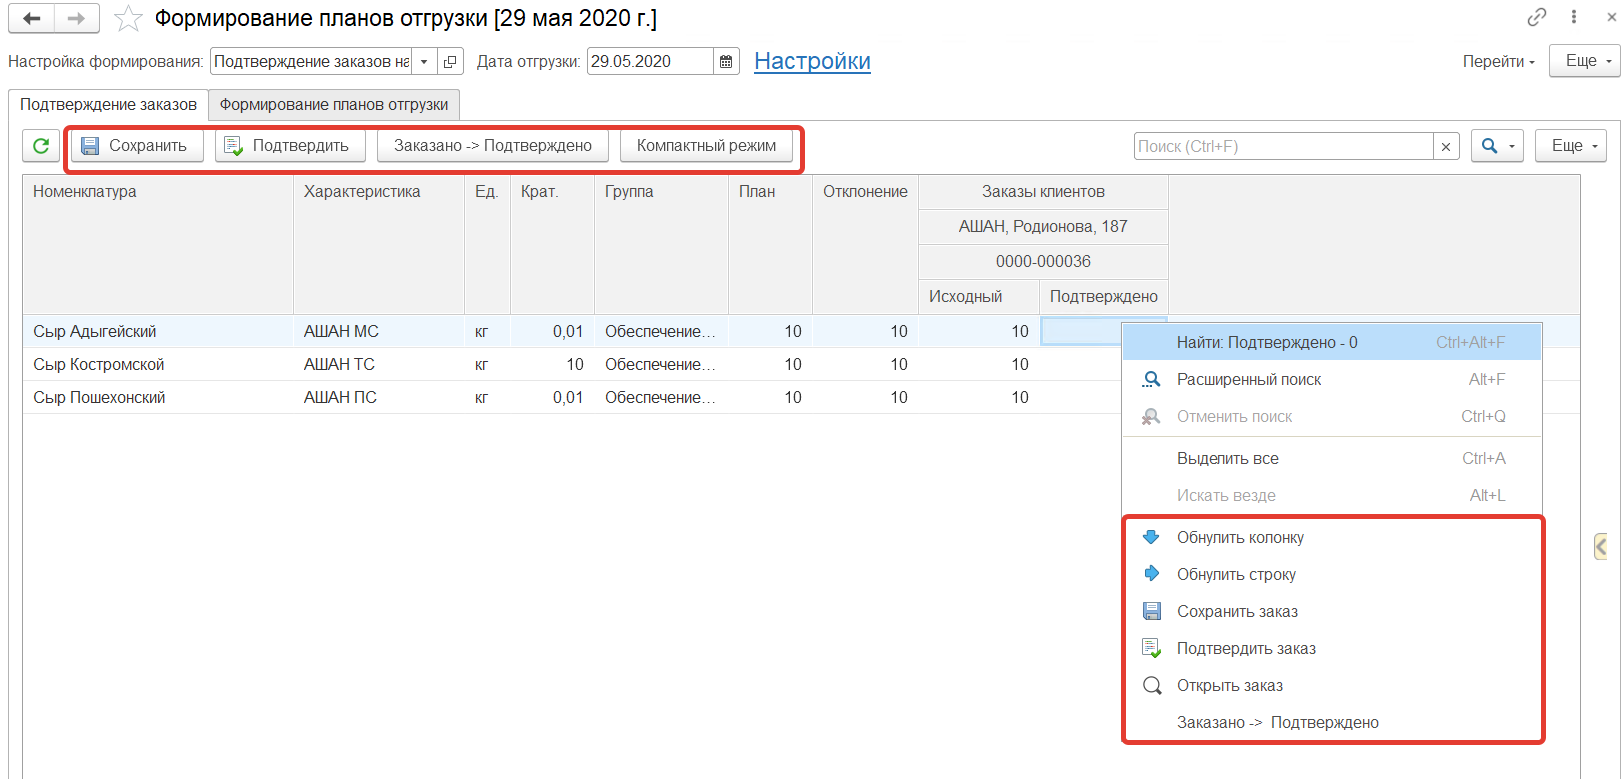 Формирование планов отгрузки [29 мая 2020 г.]
Настройка формирования: Подтверждение заказов на Дата отгрузки: 29.05.2020 Настройки Перейти Еще
Подтверждение заказов Формирование планов отгрузки
Сохранить Подтвердить Заказано -> Подтверждено Компактный режим Поиск (Ctrl+F) × Еще
Номенклатура Характеристика Ед. Крат. Группа План Отклонение Заказы клиентов
АШАН, Родионова, 187
0000-000036
Исходный Подтверждено
Сыр Адыгейский АШАН МС кг 0,01 Обеспечение... 10 10 10
Сыр Костромской АШАН ТС кг 10 Обеспечение... 10 10 10
Сыр Пошехонский АШАН ПС кг 0,01 Обеспечение... 10 10 10
Найти: Подтверждено - 0 Ctrl+Alt+F
Расширенный поиск Alt+F
Отменить поиск Ctrl+Q
Выделить все Ctrl+A
Искать везде Alt+L
Обнулить колонку
Обнулить строку
Сохранить заказ
Подтвердить заказ
Открыть заказ
Заказано -> Подтверждено